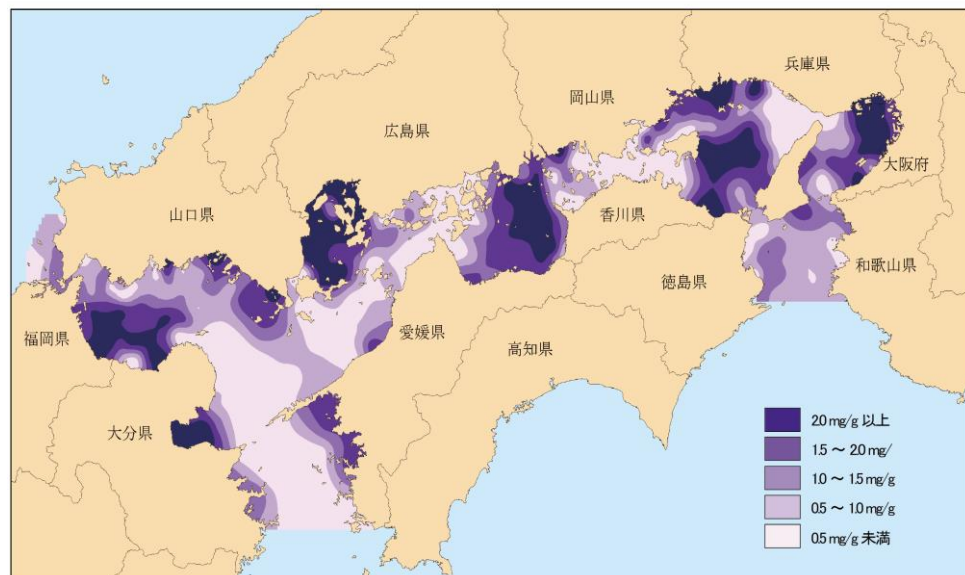 兵庫県
岡山県
広島県
大阪府
山口県
香川県
和歌山県
徳島県
福岡県
愛媛県
高知県
大分県
2.0 mg/g 以上
1.5 ～ 2.0 mg/
1.0 ～ 1.5 mg/g
0.5 ～ 1.0 mg/g
0.5 mg/g 未満